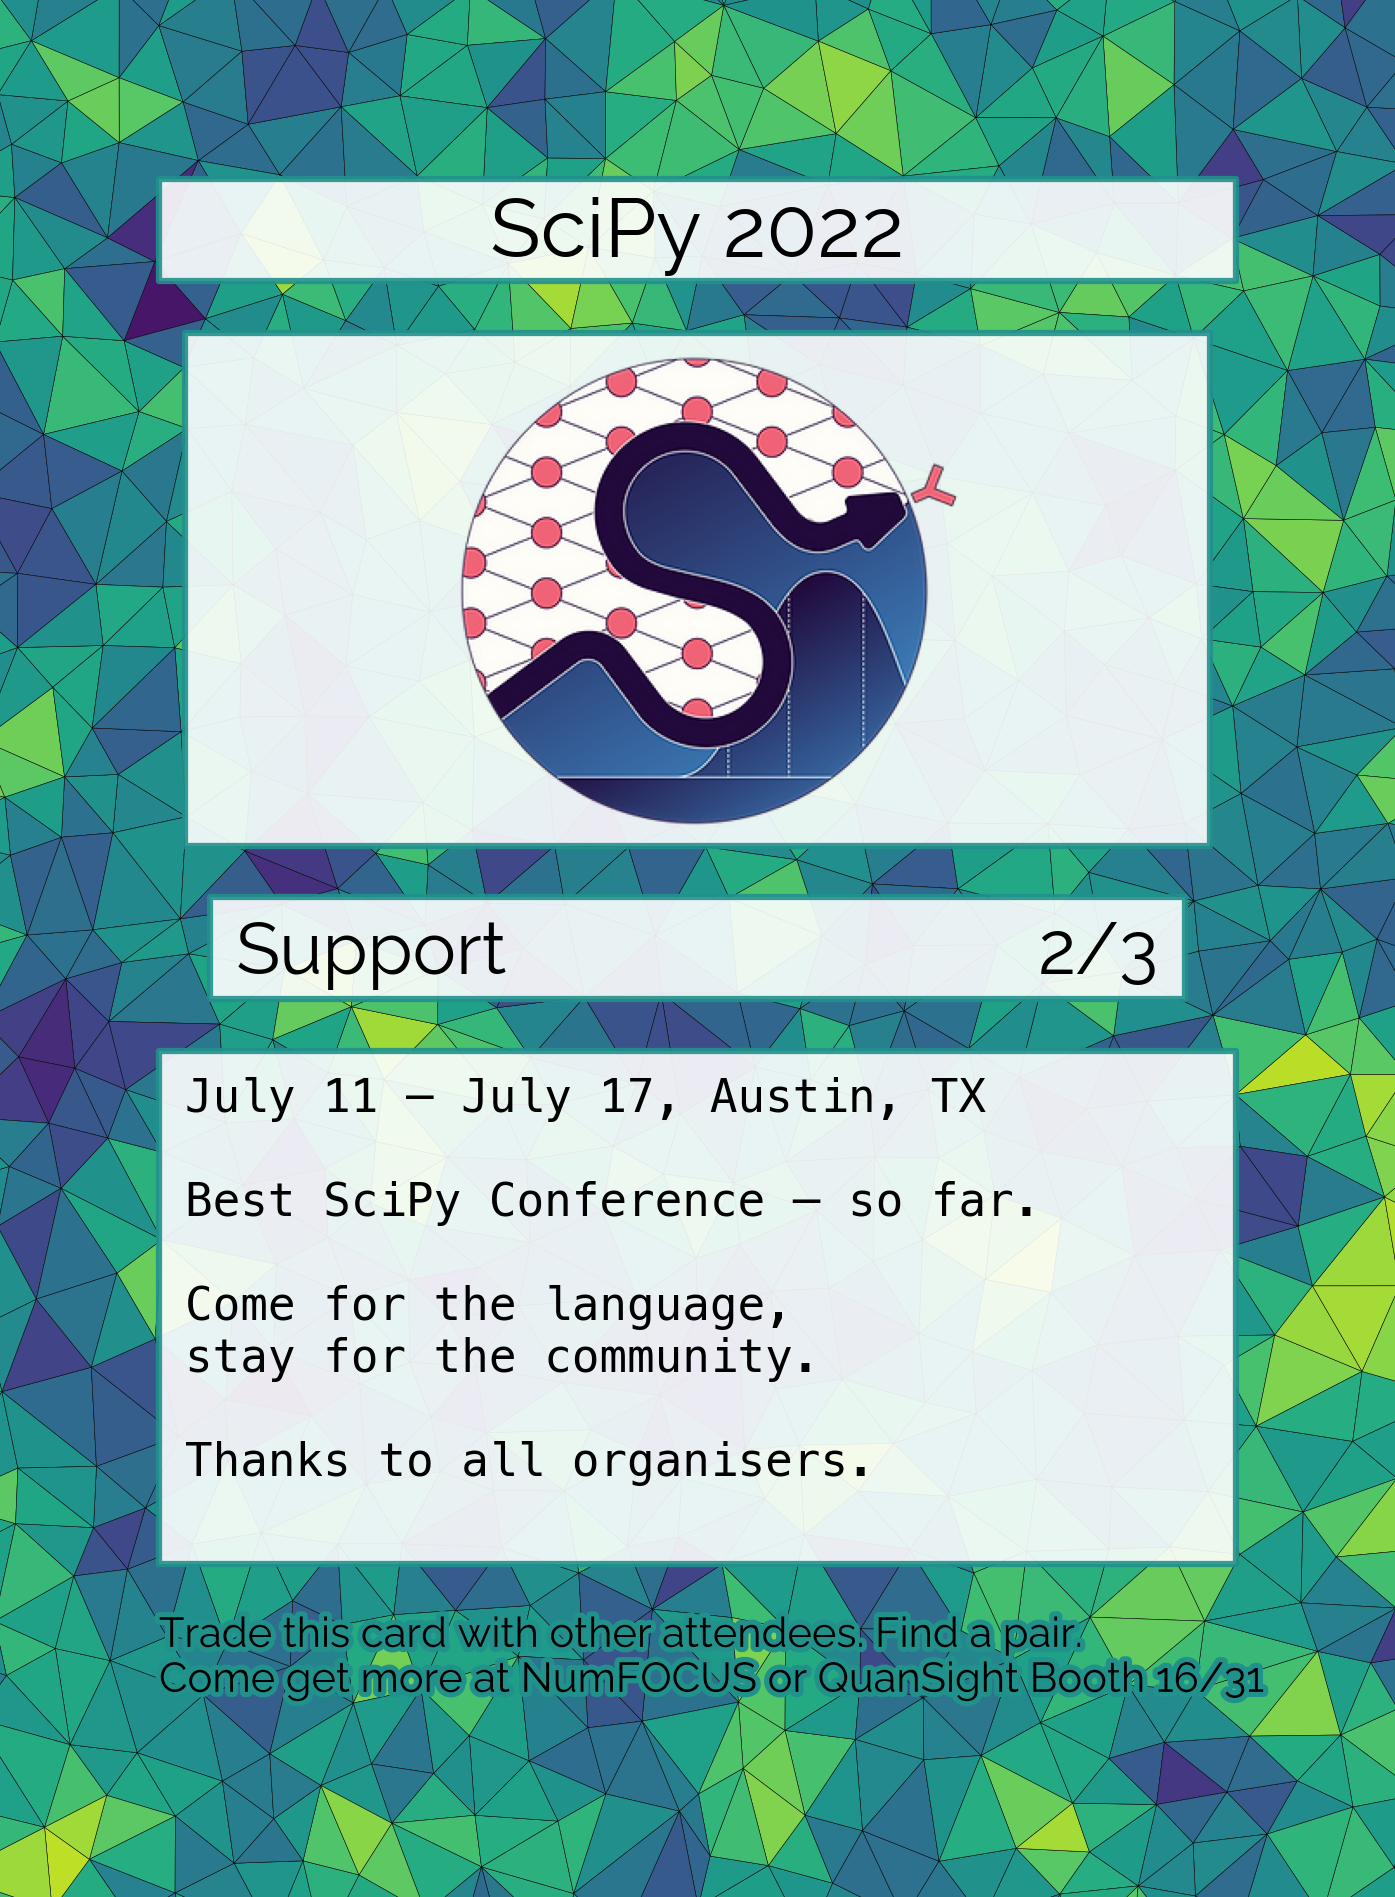 SciPy 2022
Support 2/3
July 11 – July 17, Austin, TX
Best SciPy Conference – so far.
Come for the language,
stay for the community.
Thanks to all organisers.
Trade this card with other attendees. Find a pair.
Come get more at NumFOCUS or QuanSight Booth 16/31